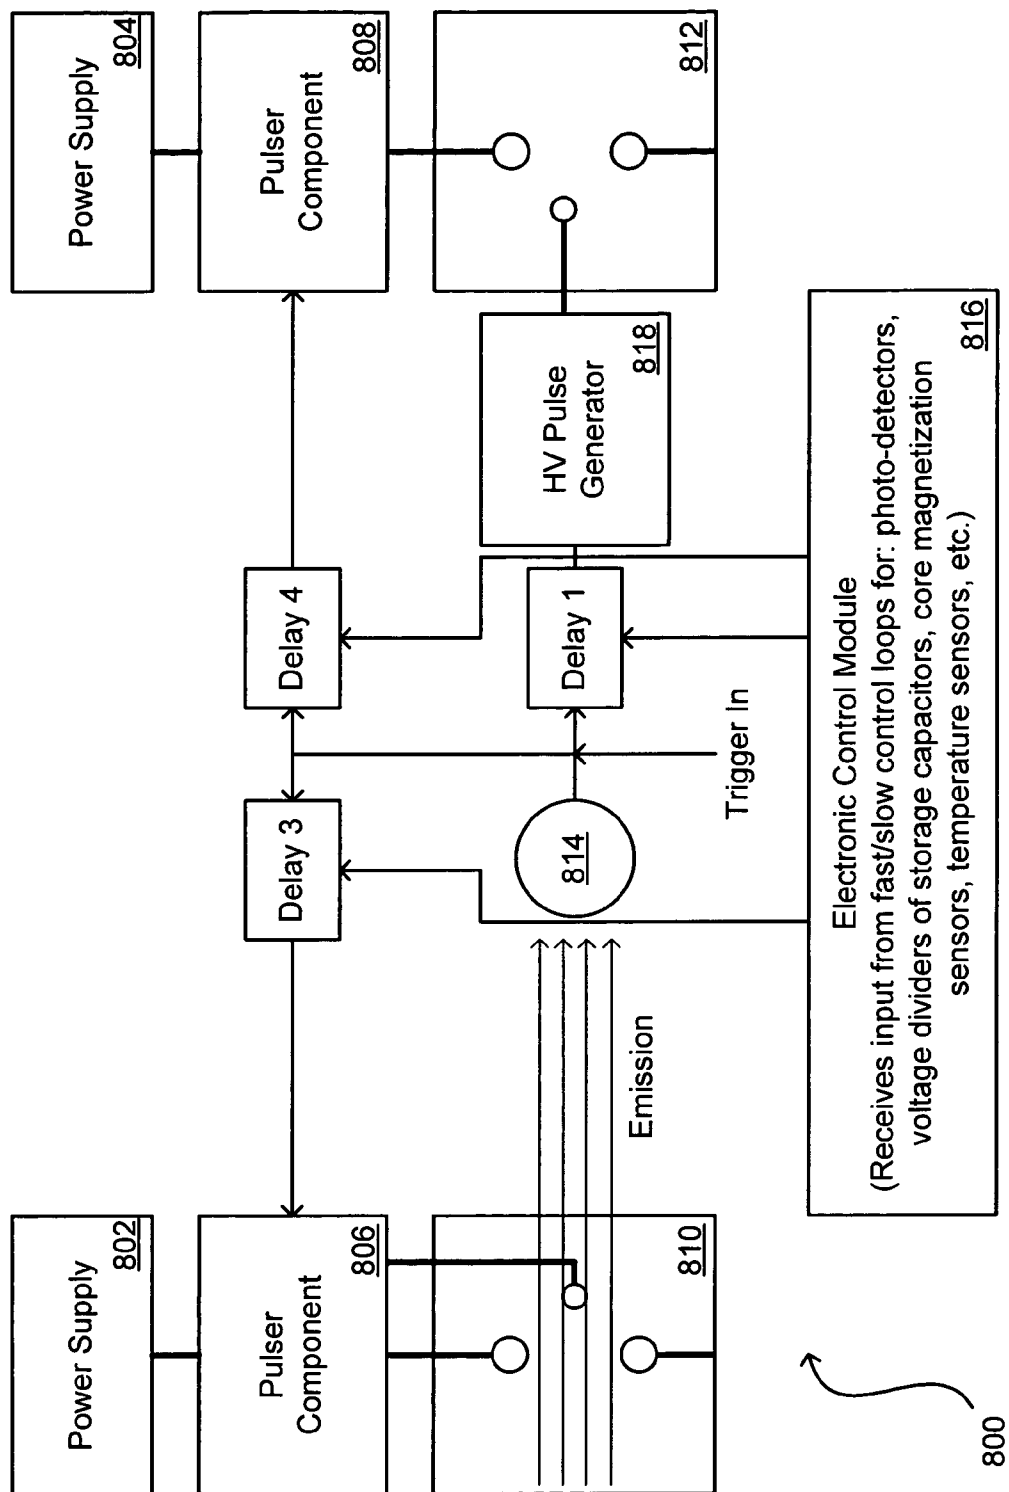 Power Supply
802
Power Supply
804
Pulser
Component
806
Pulser
Component
808
Delay 3
Delay 4
810
Emission
814
Delay 1
HV Pulse
Generator
818
812
Trigger In
Electronic Control Module
(Receives input from fast/slow control loops for: photo-detectors,
voltage dividers of storage capacitors, core magnetization
sensors, temperature sensors, etc.)
816
800